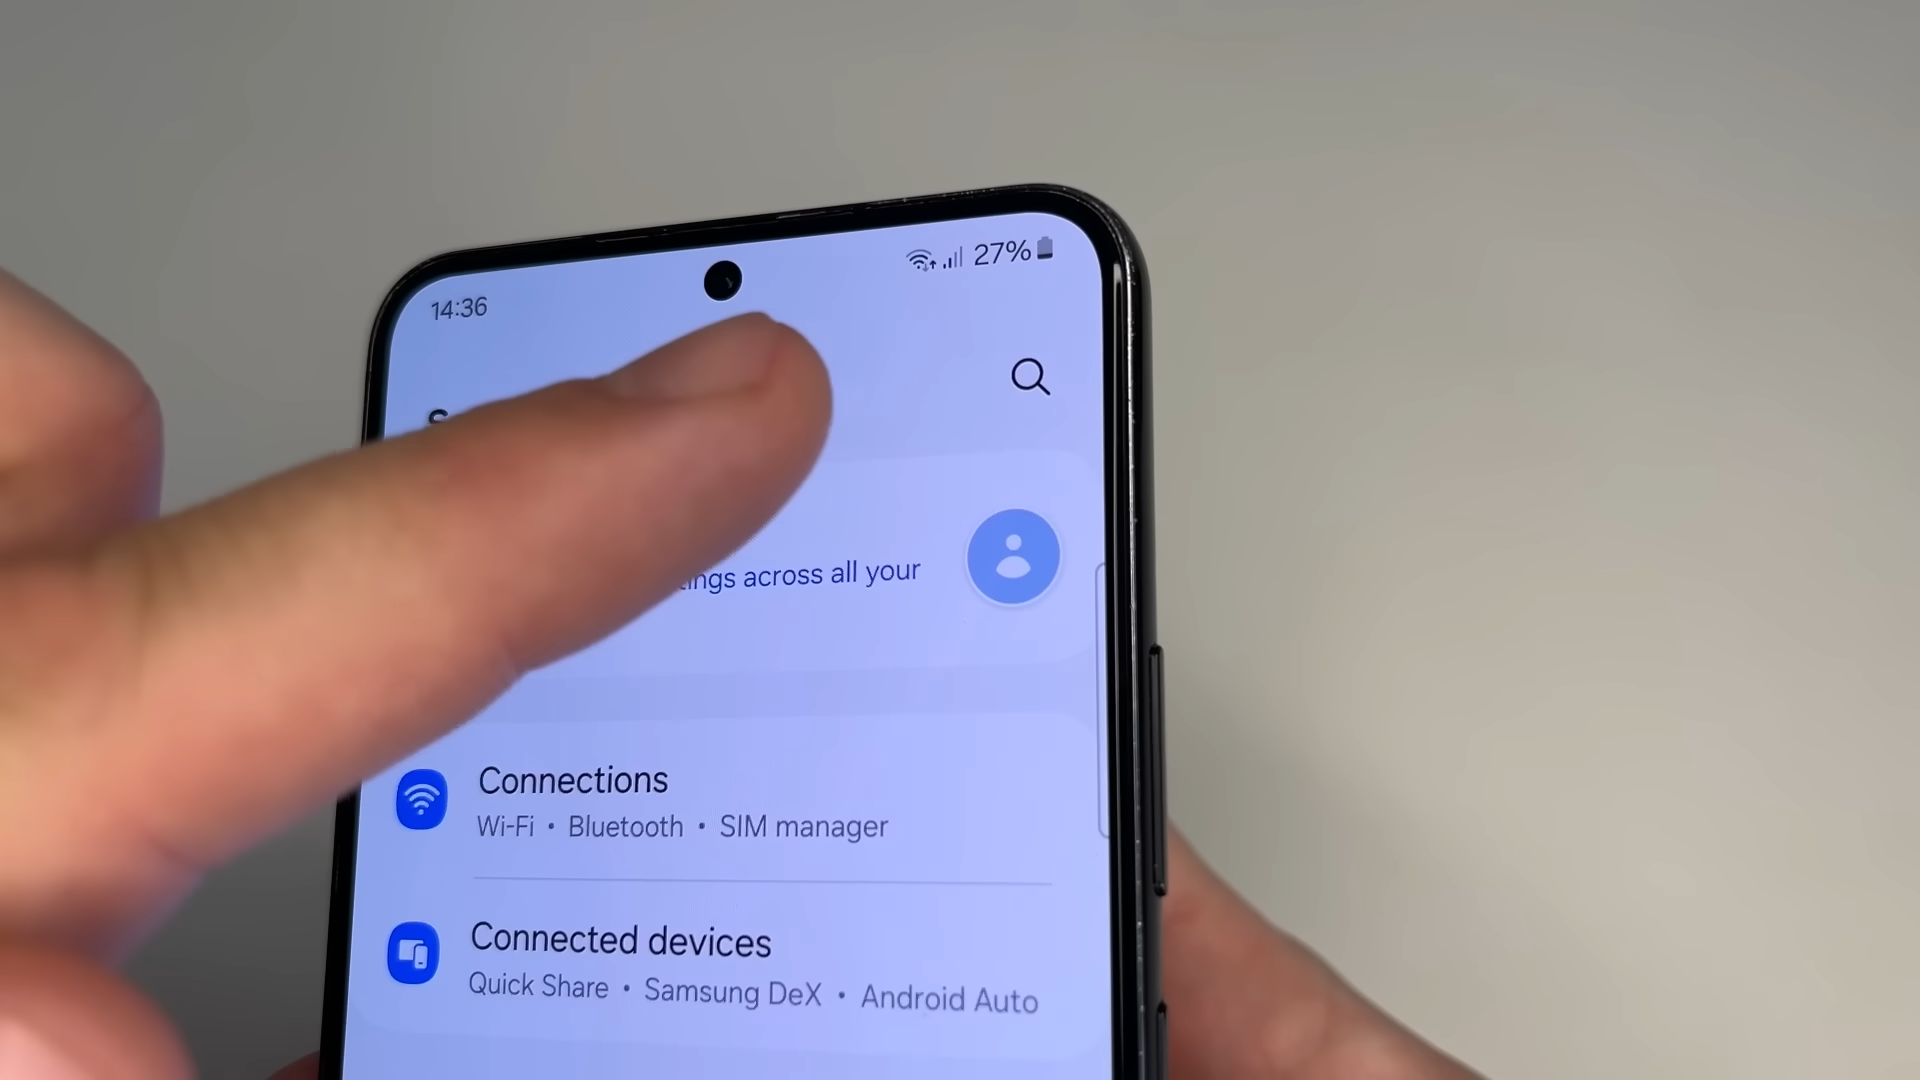 14:36
27%
across all your
Connections
Wi-Fi • Bluetooth • SIM manager
Connected devices
Quick Share • Samsung DeX • Android Auto